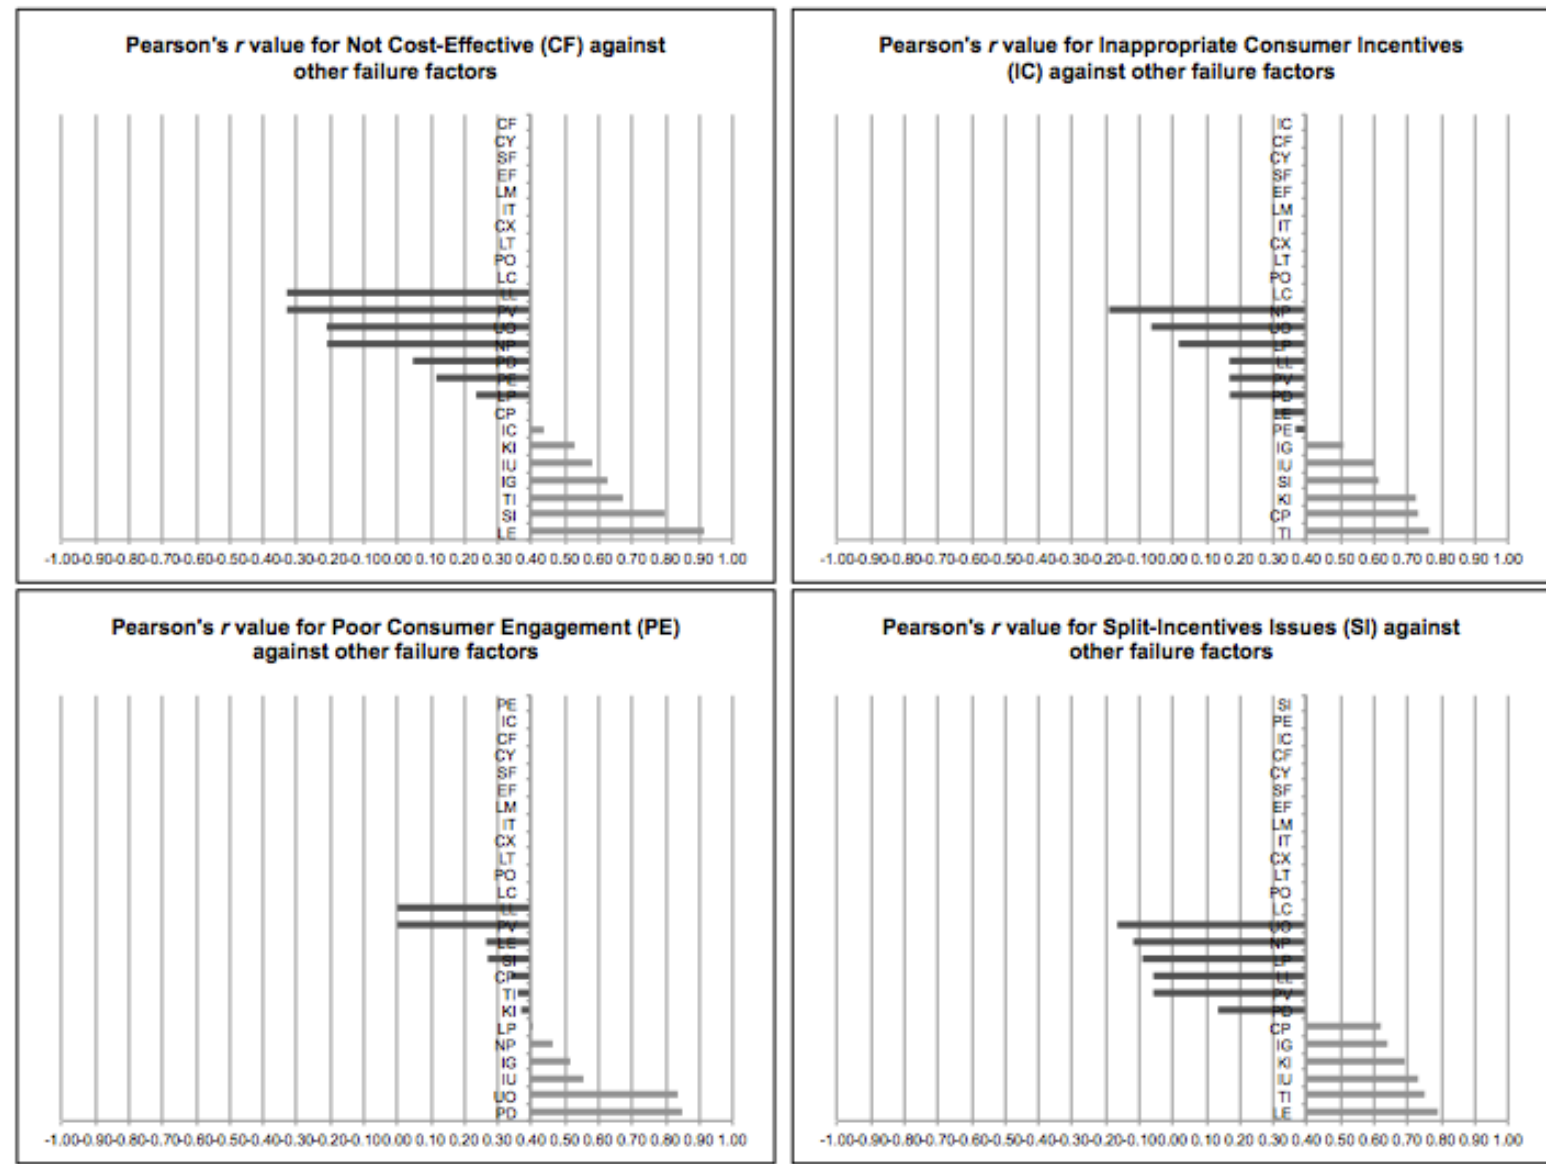 Pearson's r value for Not Cost-Effective (CF) against
other failure factors
CF
CY
SF
EF
LM
IT
CX
LT
PO
LC
LL
PV
UO
NP
PD
PE
LP
CP
IC
KI
IU
IG
TI
SI
LE
-1.00-0.90-0.80-0.70-0.60-0.50-0.40-0.30-0.20-0.100.00 0.10 0.20 0.30 0.40 0.50 0.60 0.70 0.80 0.90 1.00
Pearson's r value for Inappropriate Consumer Incentives
(IC) against other failure factors
IC
CF
CY
SF
EF
LM
IT
CX
LT
PO
LC
NP
UO
LP
LL
PV
PD
LE
PE
IG
IU
SI
KI
CP
TI
-1.00-0.90-0.80-0.70-0.60-0.50-0.40-0.30-0.20-0.100.00 0.10 0.20 0.30 0.40 0.50 0.60 0.70 0.80 0.90 1.00
Pearson's r value for Poor Consumer Engagement (PE)
against other failure factors
PE
IC
CF
CY
SF
EF
LM
IT
CX
LT
PO
LC
LL
PV
LE
SI
CP
TI
KI
LP
NP
IG
IU
UO
PD
-1.00-0.90-0.80-0.70-0.60-0.50-0.40-0.30-0.20-0.100.00 0.10 0.20 0.30 0.40 0.50 0.60 0.70 0.80 0.90 1.00
Pearson's r value for Split-Incentives Issues (SI) against
other failure factors
SI
PE
IC
CF
CY
SF
EF
LM
IT
CX
LT
PO
LC
UO
NP
LP
LL
PV
PD
CP
IG
KI
IU
TI
LE
-1.00-0.90-0.80-0.70-0.60-0.50-0.40-0.30-0.20-0.100.00 0.10 0.20 0.30 0.40 0.50 0.60 0.70 0.80 0.90 1.00